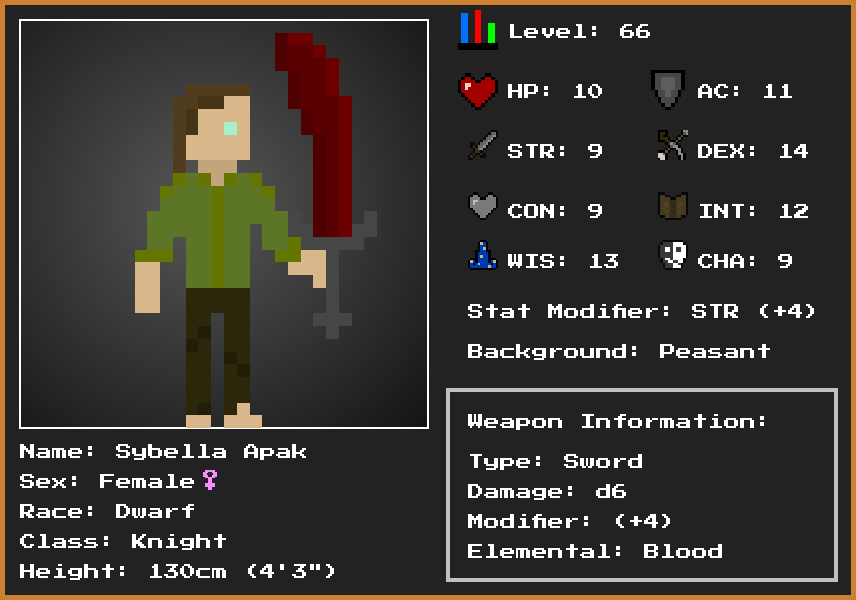 Level: 66
HP: 10
AC: 11
STR: 9
DEX: 14
CON: 9
INT: 12
WIS: 13
CHA: 9
Stat Modifier: STR (+4)
Background: Peasant
Weapon Information:
Type: Sword
Damage: d6
Modifier: (+4)
Elemental: Blood
Name: Sybella Apak
Sex: Female♀
Race: Dwarf
Class: Knight
Height: 130cm (4'3")